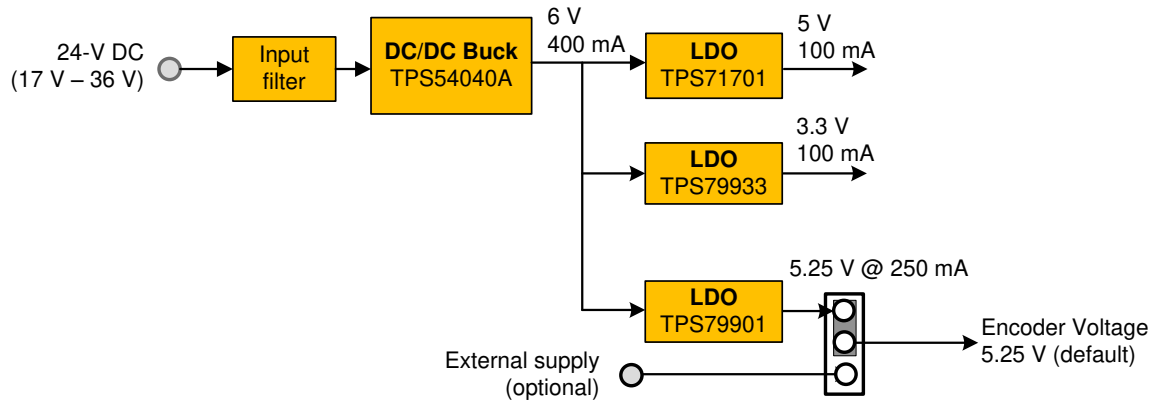 24-V DC
(17 V – 36 V)
Input
filter
DC/DC Buck
TPS54040A
6 V
400 mA
LDO
TPS71701
5 V
100 mA
LDO
TPS79933
3.3 V
100 mA
LDO
TPS79901
5.25 V @ 250 mA
Encoder Voltage
5.25 V (default)
External supply
(optional)